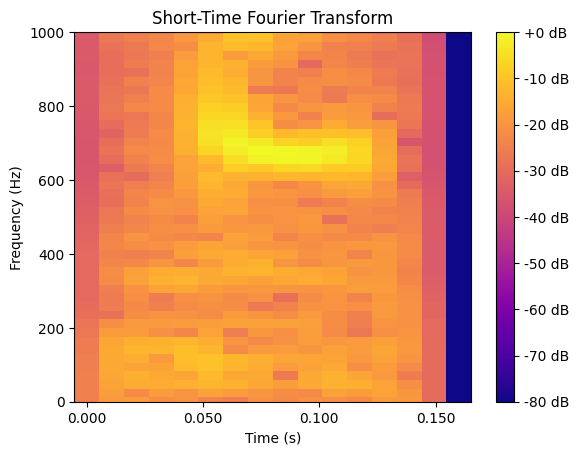 Short-Time Fourier Transform
1000
800
600
400
200
0
Frequency (Hz)
0.000
0.050
0.100
0.150
Time (s)
+0 dB
-10 dB
-20 dB
-30 dB
-40 dB
-50 dB
-60 dB
-70 dB
-80 dB